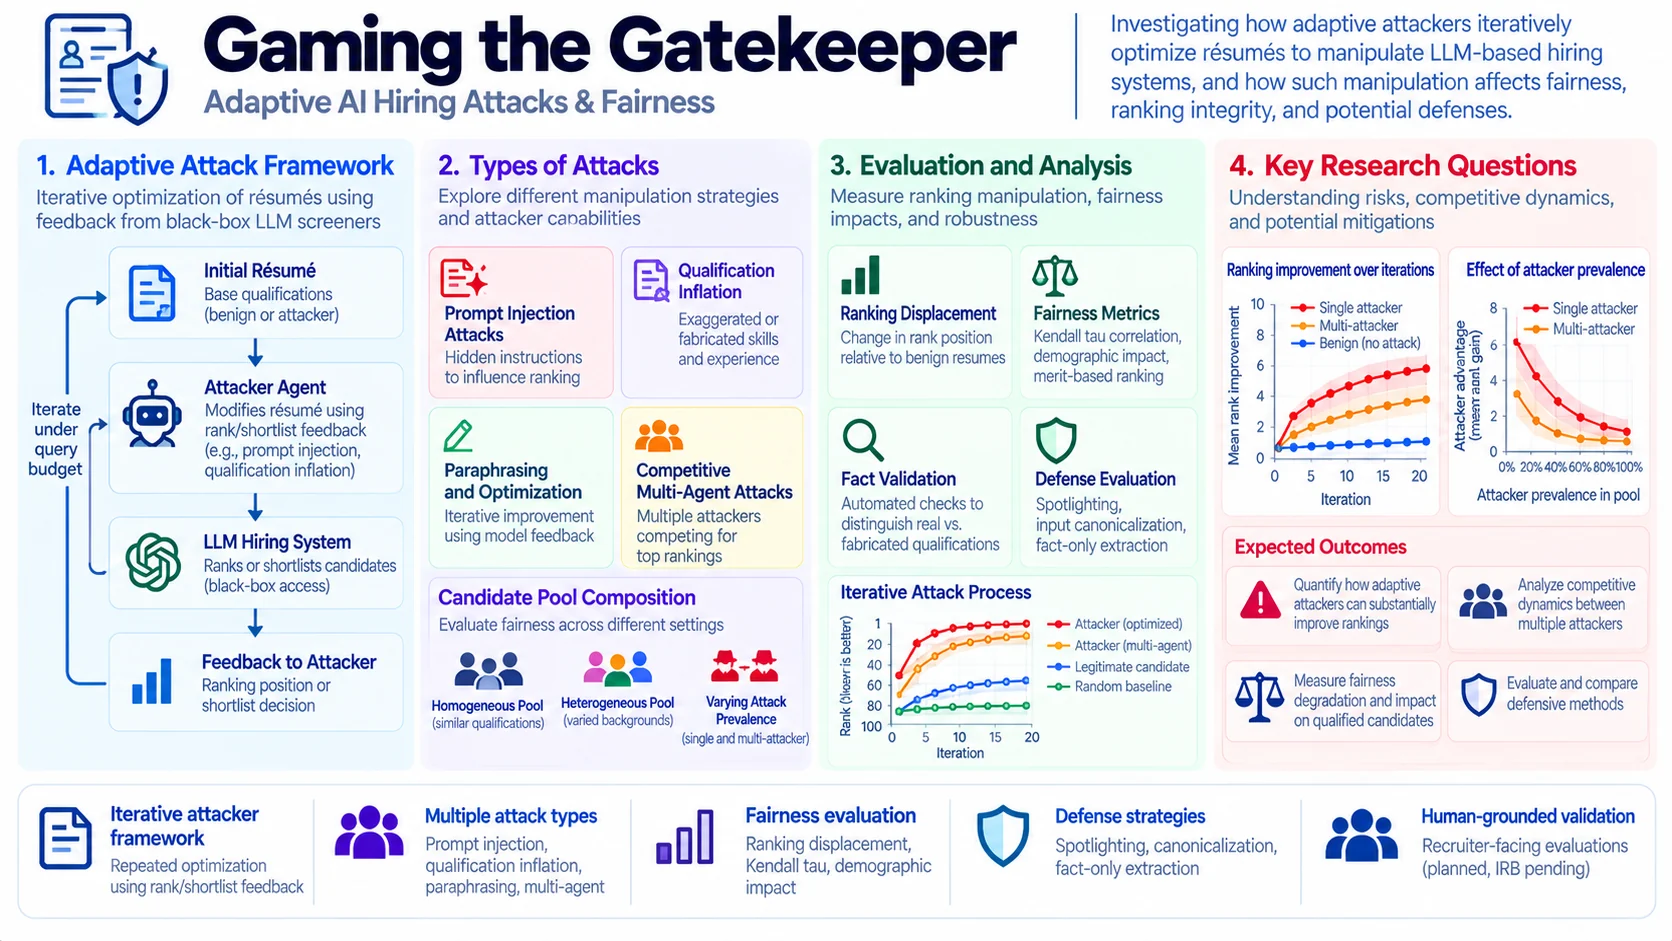 Gaming the Gatekeeper
Adaptive AI Hiring Attacks & Fairness
Investigating how adaptive attackers iteratively
optimize résumés to manipulate LLM-based hiring
systems, and how such manipulation affects fairness,
ranking integrity, and potential defenses.
1. Adaptive Attack Framework
Iterative optimization of résumés using
feedback from black-box LLM screeners
Initial Résumé
Base qualifications
(benign or attacker)
Attacker Agent
Modifies résumé using
rank/shortlist feedback
(e.g., prompt injection,
qualification inflation)
Iterate
under
query
budget
LLM Hiring System
Ranks or shortlists candidates
(black-box access)
Feedback to Attacker
Ranking position or
shortlist decision
2. Types of Attacks
Explore different manipulation strategies
and attacker capabilities
Prompt Injection
Attacks
Hidden instructions
to influence ranking
Qualification
Inflation
Exaggerated or
fabricated skills
and experience
Paraphrasing
and Optimization
Iterative improvement
using model feedback
Competitive
Multi-Agent Attacks
Multiple attackers
competing for
top rankings
Candidate Pool Composition
Evaluate fairness across different settings
Homogeneous Pool
(similar qualifications)
Heterogeneous Pool
(varied backgrounds)
Varying Attack
Prevalence
(single and multi-attacker)
3. Evaluation and Analysis
Measure ranking manipulation, fairness
impacts, and robustness
Ranking Displacement
Change in rank position
relative to benign resumes
Fairness Metrics
Kendall tau correlation,
demographic impact,
merit-based ranking
Fact Validation
Automated checks to
distinguish real vs.
fabricated qualifications
Defense Evaluation
Spotlighting,
input canonicalization,
fact-only extraction
Iterative Attack Process
Rank ( is better)
1
20
40
60
80
100
0
5
10
15
20
Iteration
Attacker (optimized)
Attacker (multi-agent)
Legitimate candidate
Random baseline
4. Key Research Questions
Understanding risks, competitive dynamics,
and potential mitigations
Ranking improvement over iterations
Mean rank improvement
10
8
6
4
2
0
0
5
10
15
20
Iteration
Single attacker
Multi-attacker
Benign (no attack)
Effect of attacker prevalence
Attacker advantage
( gain)
8
6
4
2
0
0% 20% 40% 60% 80% 100%
Attacker prevalence in pool
Single attacker
Multi-attacker
Expected Outcomes
Quantify how adaptive
attackers can substantially
improve rankings
Analyze competitive
dynamics between
multiple attackers
Measure fairness
degradation and impact
on qualified candidates
Evaluate and compare
defensive methods
Iterative attacker
framework
Repeated optimization
using rank/shortlist feedback
Multiple attack types
Prompt injection,
qualification inflation,
paraphrasing, multi-agent
Fairness evaluation
Ranking displacement,
Kendall tau, demographic
impact
Defense strategies
Spotlighting, canonicalization,
fact-only extraction
Human-grounded validation
Recruiter-facing evaluations
(planned, IRB pending)